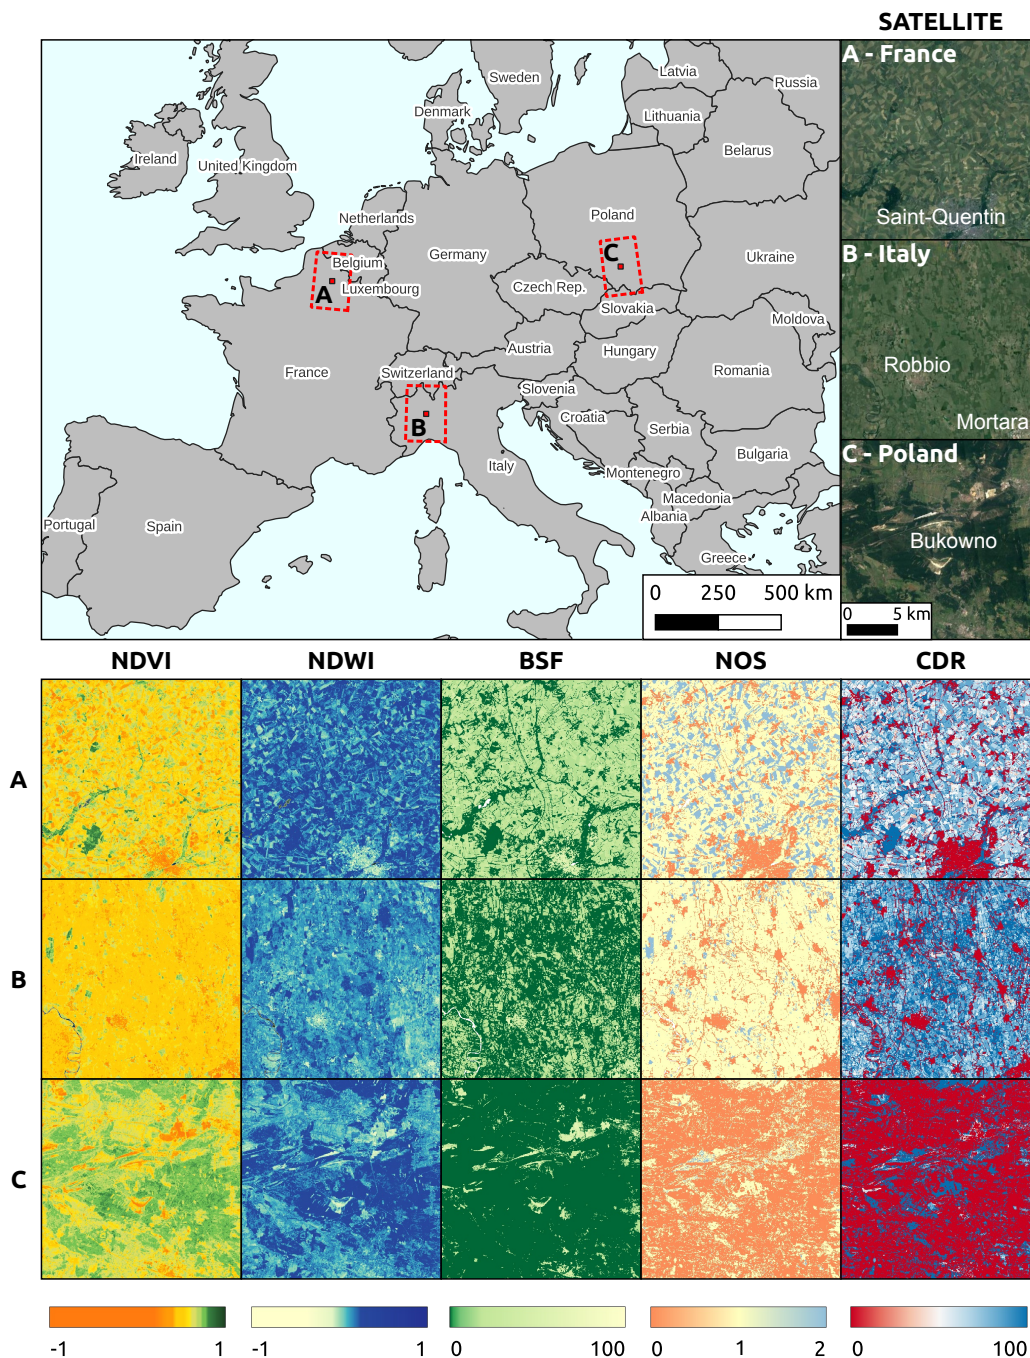 SATELLITE
A - France
Saint-Quentin
B - Italy
Robbio
Mortara
C - Poland
Bukowno
0 5 km
Sweden
Latvia
Russia
Denmark
Lithuania
Ireland
United Kingdom
Belarus
Netherlands
Poland
Belgium
Germany
C
Ukraine
A
Luxembourg
Czech Rep.
Slovakia
Moldova
France
Switzerland
Austria
Hungary
Romania
Slovenia
B
Croatia
Serbia
Bulgaria
Italy
Montenegro
Macedonia
Albania
Portugal
Spain
Greece
0 250 500 km
NDVI NDWI BSF NOS CDR
A
B
C
-1 1 -1 1 0 100 0 1 2 0 100